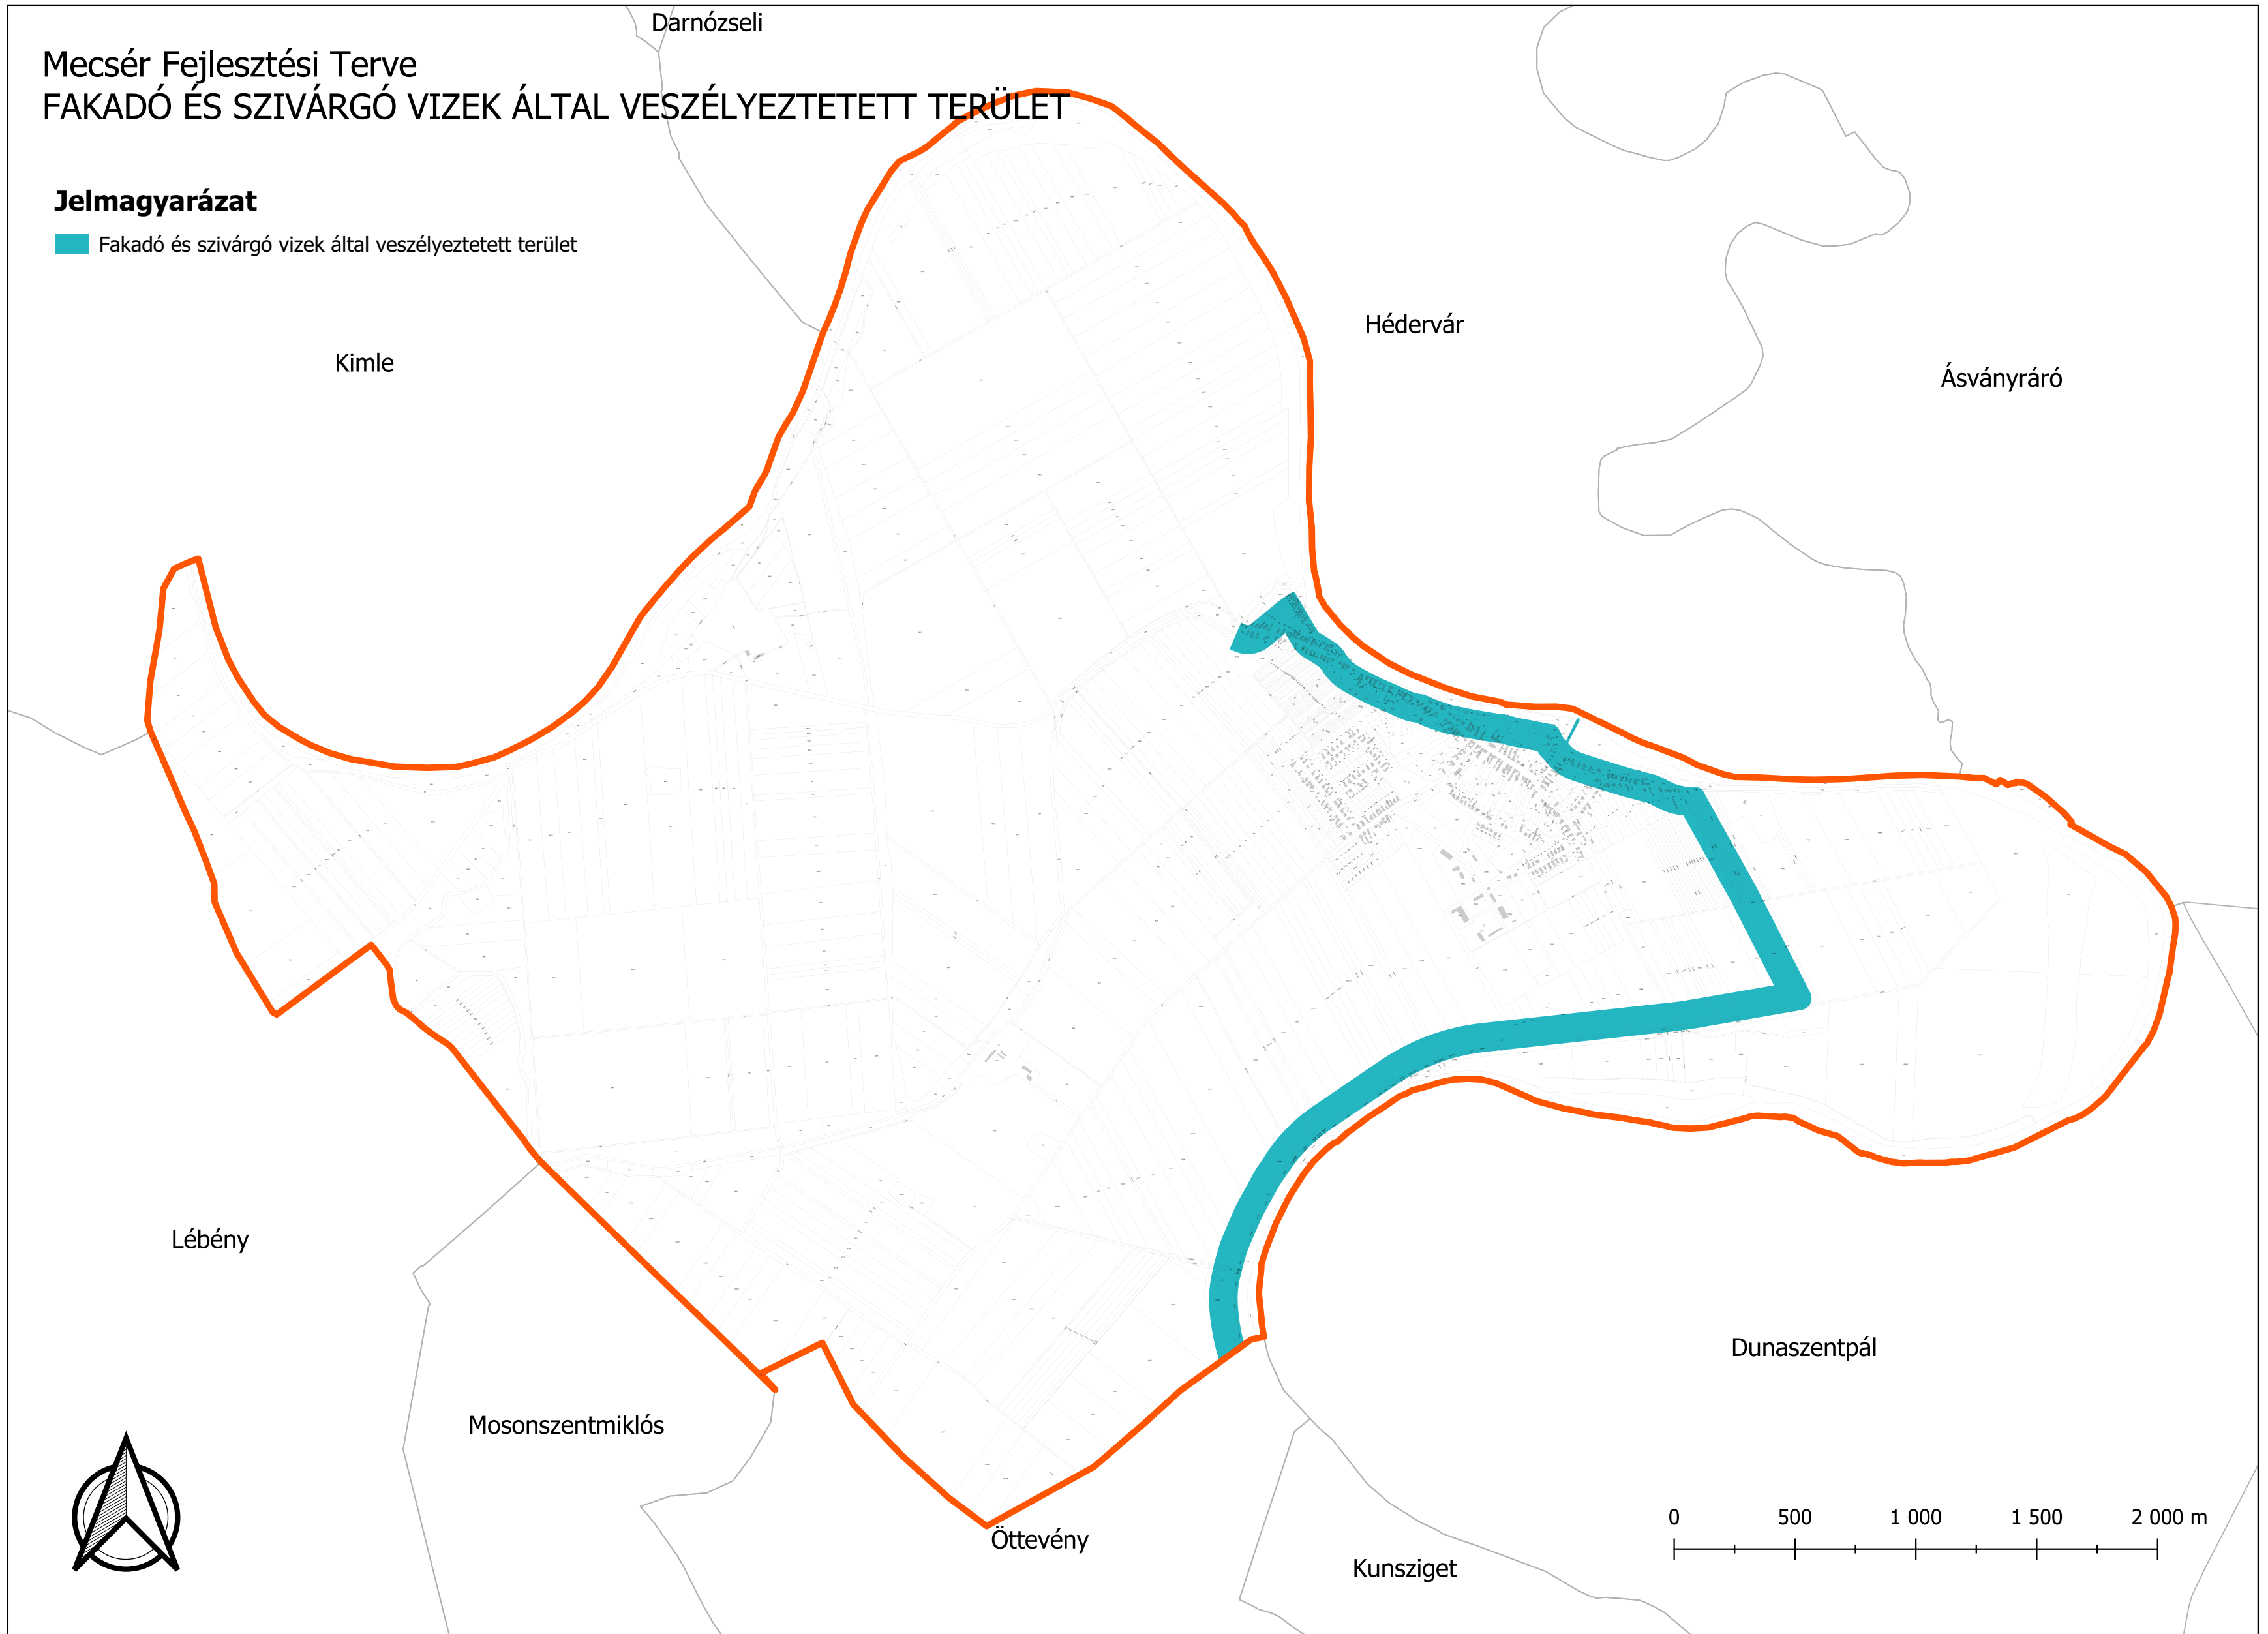 Darnózseli
Mecsér Fejlesztési Terve
FAKADÓ ÉS SZIVÁRGÓ VIZEK ÁLTAL VESZÉLYEZTETETT TERÜLET
Jelmagyarázat
Fakadó és szivárgó vizek által veszélyeztetett terület
Hédervár
Kimle
Ásványráró
Lébény
Dunaszentpál
Mosonszentmiklós
Öttevény
Kunsziget
0 500 1 000 1 500 2 000 m